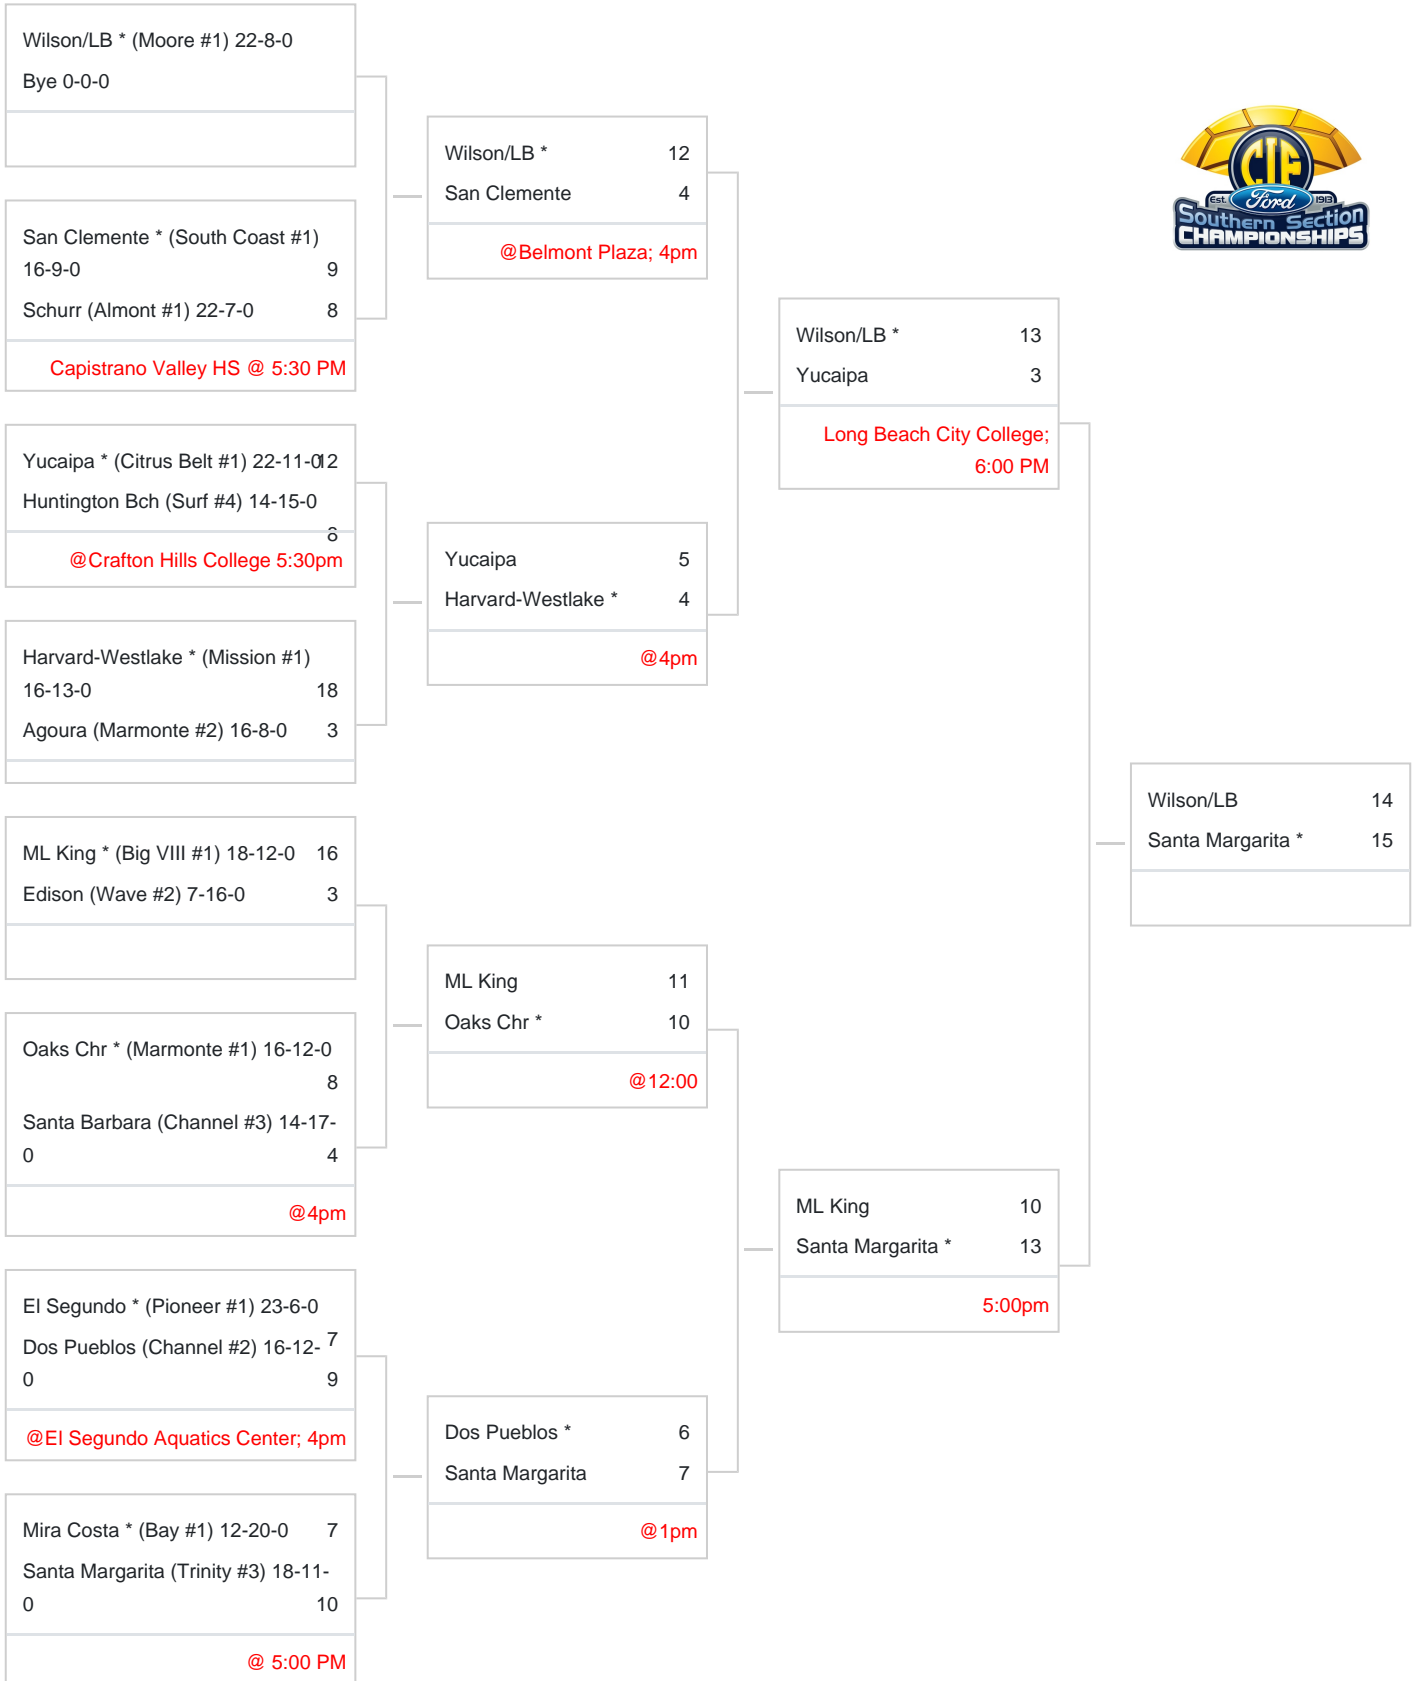 Wilson/LB * (Moore #1) 22-8-0
Bye 0-0-0
San Clemente * (South Coast #1)
16-9-0 9
Schurr (Almont #1) 22-7-0 8
Capistrano Valley HS @ 5:30 PM
Yucaipa * (Citrus Belt #1) 22-11-0 12
Huntington Bch (Surf #4) 14-15-0
8
@Crafton Hills College 5:30pm
Harvard-Westlake * (Mission #1)
16-13-0 18
Agoura (Marmonte #2) 16-8-0 3
ML King * (Big VIII #1) 18-12-0 16
Edison (Wave #2) 7-16-0 3
Oaks Chr * (Marmonte #1) 16-12-0
8
Santa Barbara (Channel #3) 14-17-
0 4
@4pm
El Segundo * (Pioneer #1) 23-6-0
7
Dos Pueblos (Channel #2) 16-12-
0 9
@El Segundo Aquatics Center; 4pm
Mira Costa * (Bay #1) 12-20-0 7
Santa Margarita (Trinity #3) 18-11-
0 10
@ 5:00 PM
Wilson/LB * 12
San Clemente 4
@Belmont Plaza; 4pm
Yucaipa 5
Harvard-Westlake * 4
@4pm
ML King 11
Oaks Chr * 10
@12:00
Dos Pueblos * 6
Santa Margarita 7
@1pm
Wilson/LB * 13
Yucaipa 3
Long Beach City College;
6:00 PM
ML King 10
Santa Margarita * 13
5:00pm
Wilson/LB 14
Santa Margarita * 15
CIF
Est. Ford 1913
Southern Section
CHAMPIONSHIPS